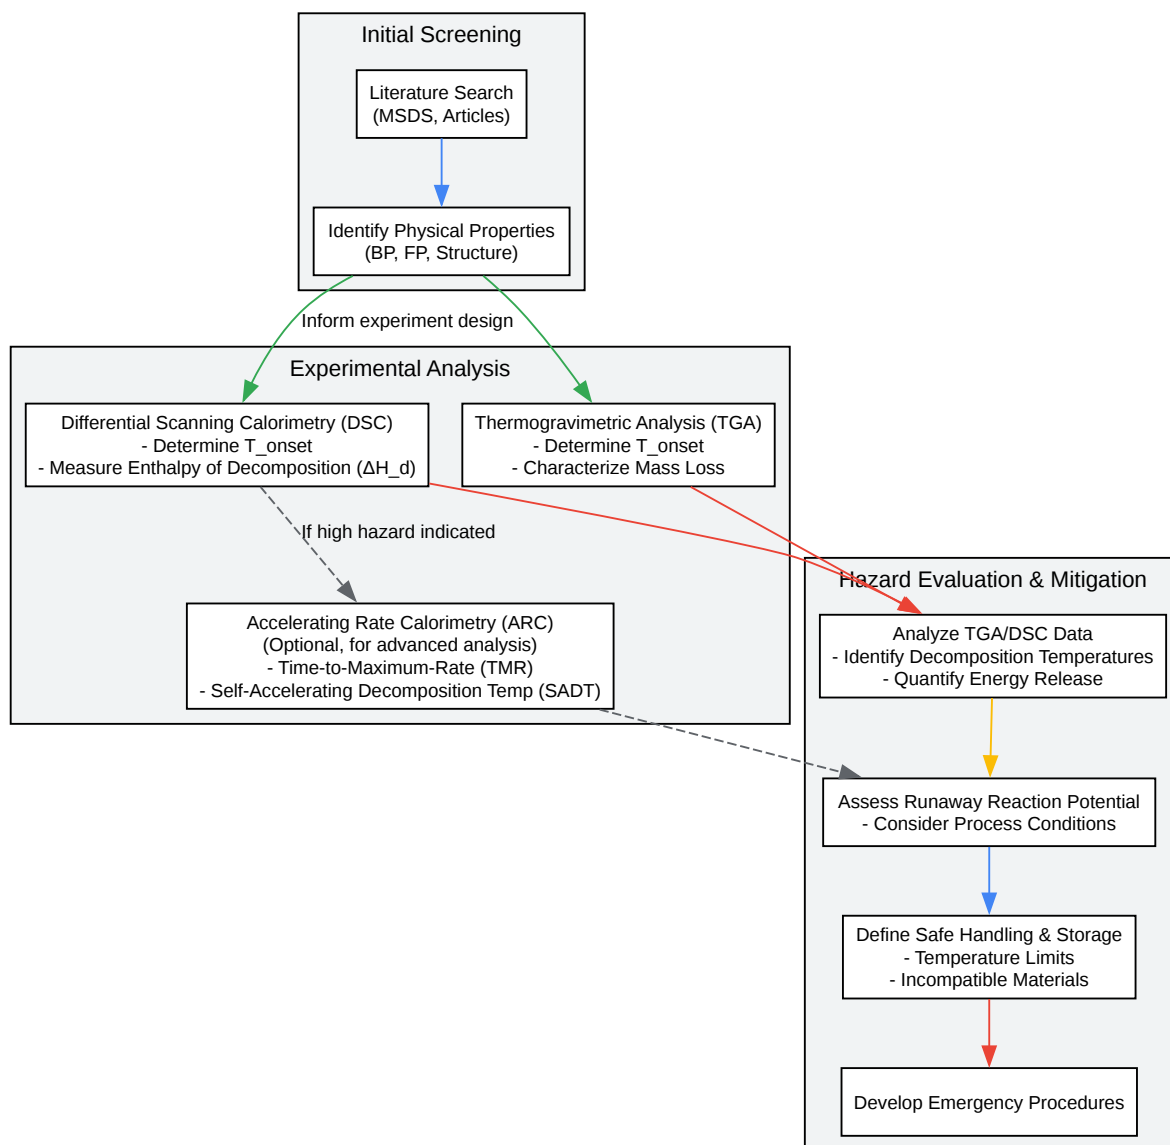 Initial Screening
Literature Search
(MSDS, Articles)
Identify Physical Properties
(BP, FP, Structure)
Inform experiment design
Experimental Analysis
Differential Scanning Calorimetry (DSC)
- Determine T_onset
- Measure Enthalpy of Decomposition (ΔH_d)
Thermogravimetric Analysis (TGA)
- Determine T_onset
- Characterize Mass Loss
If high hazard indicated
Accelerating Rate Calorimetry (ARC)
(Optional, for advanced analysis)
- Time-to-Maximum-Rate (TMR)
- Self-Accelerating Decomposition Temp (SADT)
Hazard Evaluation & Mitigation
Analyze TGA/DSC Data
- Identify Decomposition Temperatures
- Quantify Energy Release
Assess Runaway Reaction Potential
- Consider Process Conditions
Define Safe Handling & Storage
- Temperature Limits
- Incompatible Materials
Develop Emergency Procedures